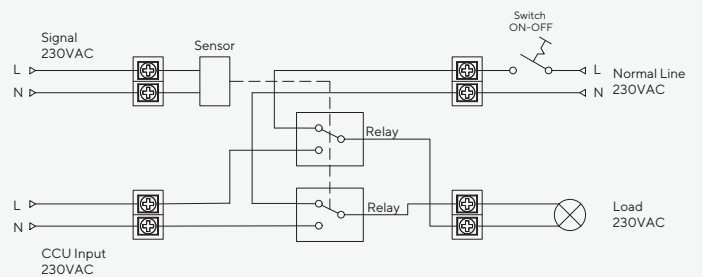 Signal
230VAC
L
N
Sensor
Switch
ON-OFF
L
N
Normal Line
230VAC
Relay
Relay
L
N
CCU Input
230VAC
Load
230VAC